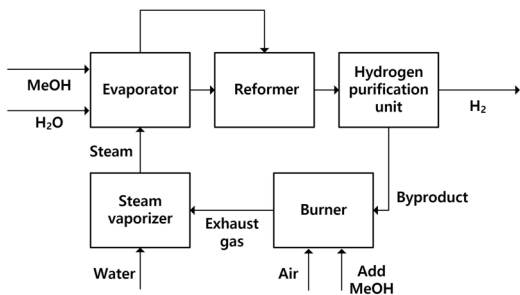 MeOH
H₂O
Evaporator
Reformer
Hydrogen
purification
unit
H₂
Steam
Byproduct
Steam
vaporizer
Exhaust
gas
Burner
Water
Air
Add
MeOH